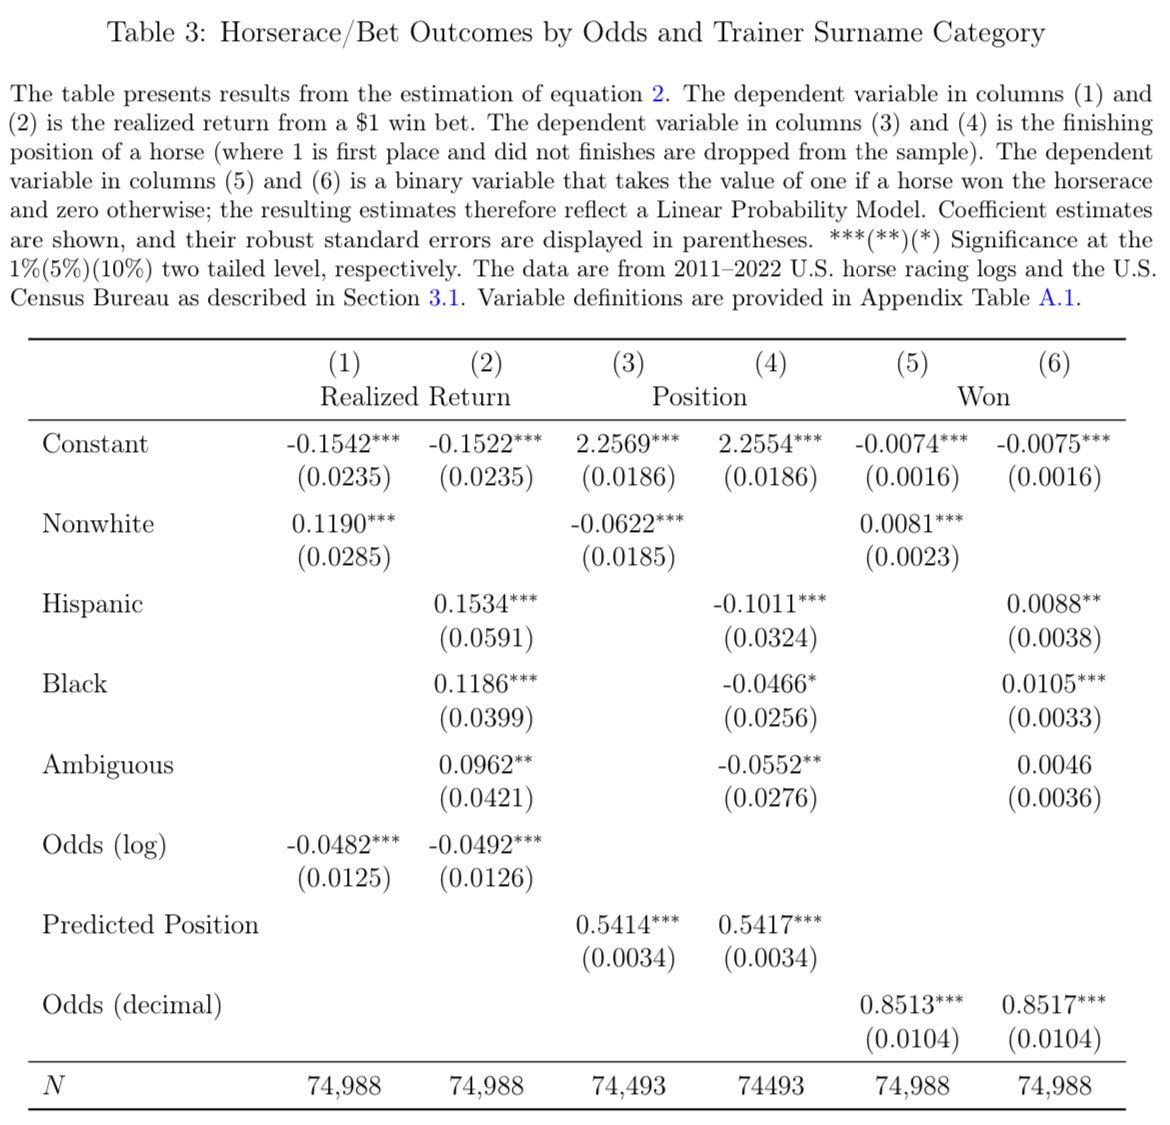 Table 3: Horserace/Bet Outcomes by Odds and Trainer Surname Category
The table presents results from the estimation of equation 2. The dependent variable in columns (1) and
(2) is the realized return from a $1 win bet. The dependent variable in columns (3) and (4) is the finishing
position of a horse (where 1 is first place and did not finishes are dropped from the sample). The dependent
variable in columns (5) and (6) is a binary variable that takes the value of one if a horse won the horserace
and zero otherwise; the resulting estimates therefore reflect a Linear Probability Model. Coefficient estimates
are shown, and their robust standard errors are displayed in parentheses. ***(**)(*) Significance at the
1%(5%)(10%) two tailed level, respectively. The data are from 2011–2022 U.S. horse racing logs and the U.S.
Census Bureau as described in Section 3.1. Variable definitions are provided in Appendix Table A.1.
(1) (2) (3) (4) (5) (6)
Realized Return Position Won
Constant -0.1542*** -0.1522*** 2.2569*** 2.2554*** -0.0074*** -0.0075***
(0.0235) (0.0235) (0.0186) (0.0186) (0.0016) (0.0016)
Nonwhite 0.1190*** -0.0622*** 0.0081***
(0.0285) (0.0185) (0.0023)
Hispanic 0.1534*** -0.1011*** 0.0088**
(0.0591) (0.0324) (0.0038)
Black 0.1186*** -0.0466* 0.0105***
(0.0399) (0.0256) (0.0033)
Ambiguous 0.0962** -0.0552** 0.0046
(0.0421) (0.0276) (0.0036)
Odds (log) -0.0482*** -0.0492***
(0.0125) (0.0126)
Predicted Position 0.5414*** 0.5417***
(0.0034) (0.0034)
Odds (decimal) 0.8513*** 0.8517***
(0.0104) (0.0104)
N 74,988 74,988 74,493 74493 74,988 74,988